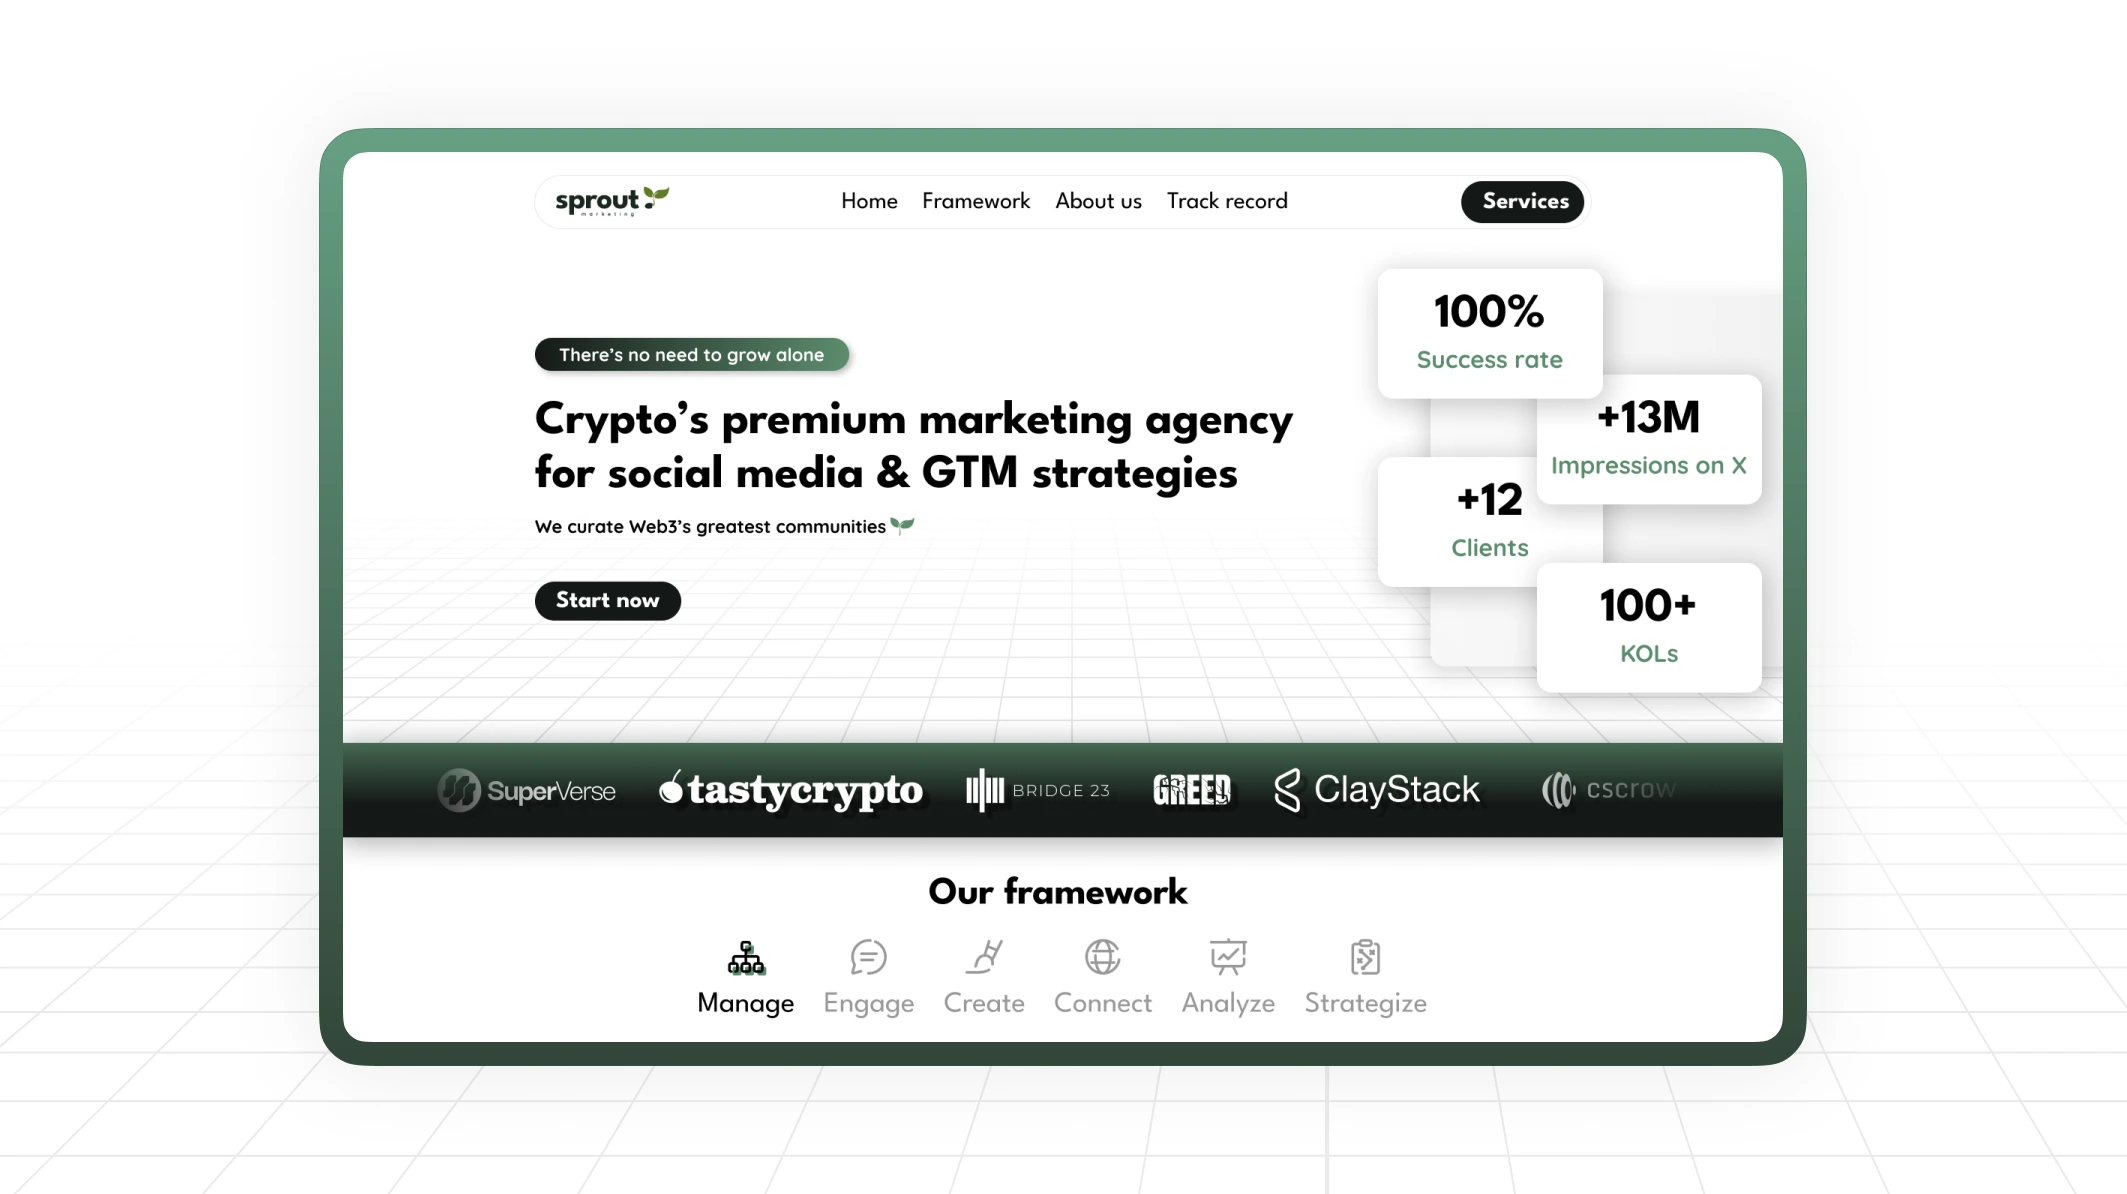 sprout
marketing
Home Framework About us Track record
Services
There's no need to grow alone
Crypto's premium marketing agency
for social media & GTM strategies
We curate Web3's greatest communities
Start now
100%
Success rate
+13M
Impressions on X
+12
Clients
100+
KOLs
SuperVerse
tastycrypto
BRIDGE 23
GREED
ClayStack
cscrow
Our framework
Manage
Engage
Create
Connect
Analyze
Strategize